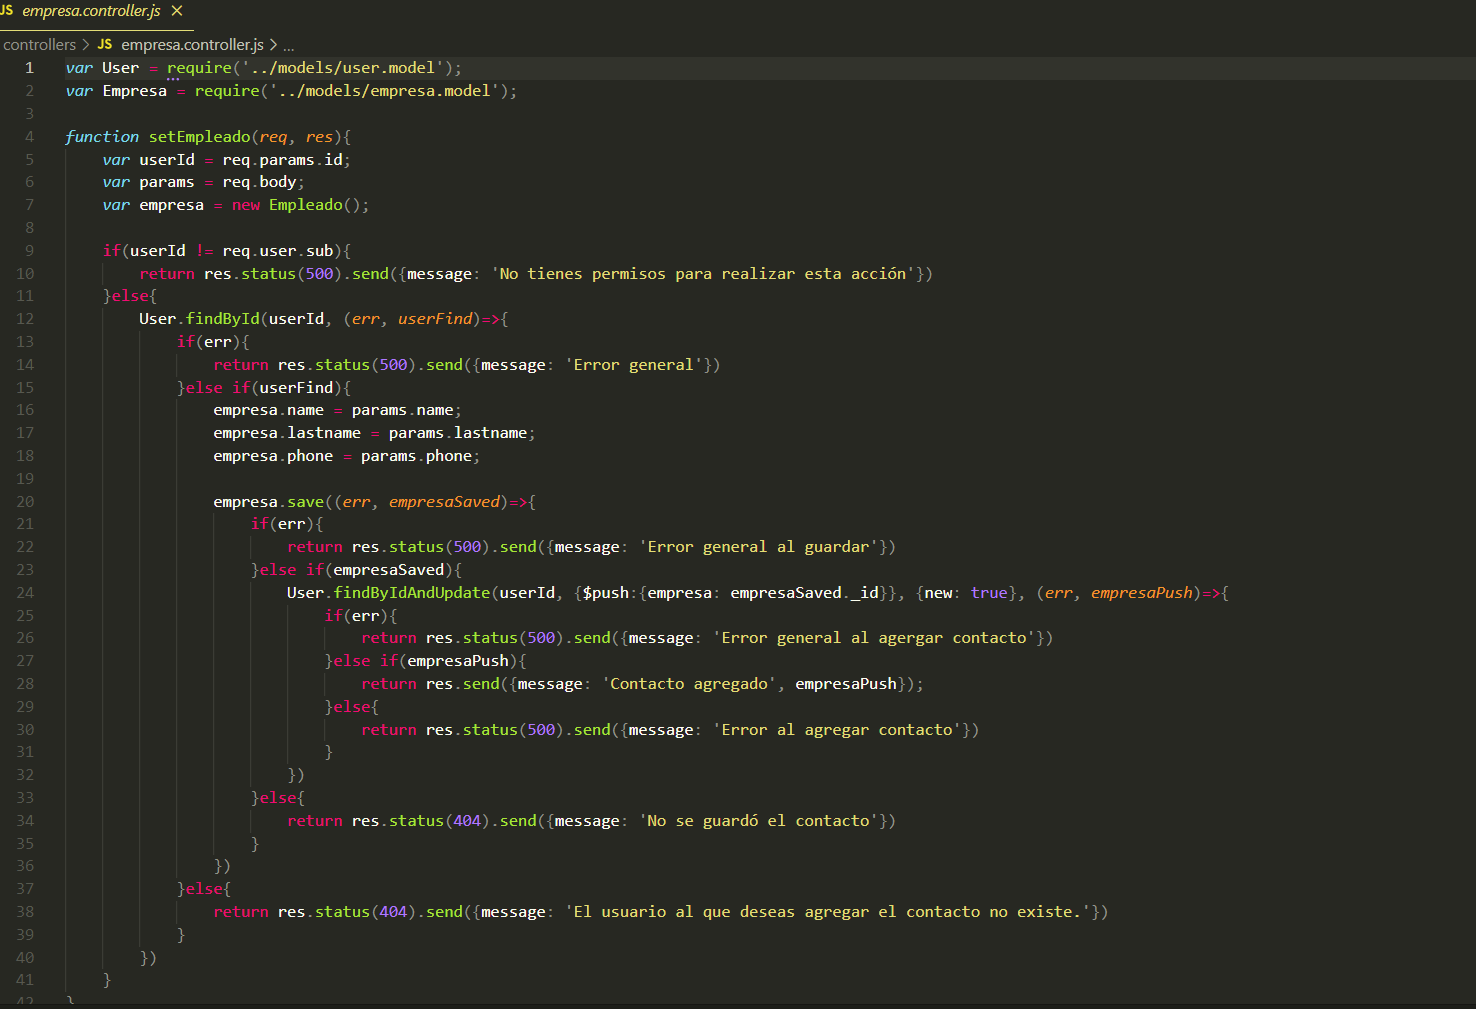 JS empresa.controller.js ×
controllers > JS empresa.controller.js > ...
1 var User = require('../models/user.model');
2 var Empresa = require('../models/empresa.model');
3
4 function setEmpleado(req, res){
5 var userId = req.params.id;
6 var params = req.body;
7 var empresa = new Empleado();
8
9 if(userId != req.user.sub){
10 return res.status(500).send({message: 'No tienes permisos para realizar esta acción'})
11 }else{
12 User.findById(userId, (err, userFind)=>{
13 if(err){
14 return res.status(500).send({message: 'Error general'})
15 }else if(userFind){
16 empresa.name = params.name;
17 empresa.lastname = params.lastname;
18 empresa.phone = params.phone;
19
20 empresa.save((err, empresaSaved)=>{
21 if(err){
22 return res.status(500).send({message: 'Error general al guardar'})
23 }else if(empresaSaved){
24 User.findByIdAndUpdate(userId, {$push:{empresa: empresaSaved._id}}, {new: true}, (err, empresaPush)=>{
25 if(err){
26 return res.status(500).send({message: 'Error general al agergar contacto'})
27 }else if(empresaPush){
28 return res.send({message: 'Contacto agregado', empresaPush});
29 }else{
30 return res.status(500).send({message: 'Error al agregar contacto'})
31 }
32 })
33 }else{
34 return res.status(404).send({message: 'No se guardó el contacto'})
35 }
36 })
37 }else{
38 return res.status(404).send({message: 'El usuario al que deseas agregar el contacto no existe.'})
39 }
40 })
41 }
42 }